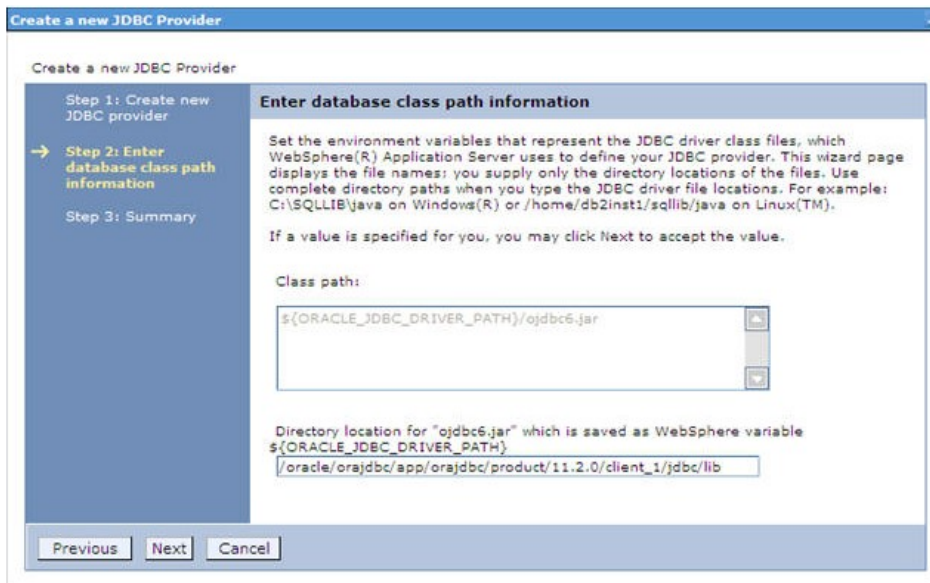 Create a new JDBC Provider
Create a new JDBC Provider
Step 1: Create new
JDBC provider
Step 2: Enter
database class path
information
Step 3: Summary
Enter database class path information
Set the environment variables that represent the JDBC driver class files, which
WebSphere(R) Application Server uses to define your JDBC provider. This wizard page
displays the file names; you supply only the directory locations of the files. Use
complete directory paths when you type the JDBC driver file locations. For example:
C:\SQLLIB\java on Windows(R) or /home/db2inst1/sqllib/java on Linux(TM).
If a value is specified for you, you may click Next to accept the value.
Class path:
${ORACLE_JDBC_DRIVER_PATH}/ojdbc6.jar
Directory location for "ojdbc6.jar" which is saved as WebSphere variable
${ORACLE_JDBC_DRIVER_PATH}
/oracle/orajdbc/app/orajdbc/product/11.2.0/client_1/jdbc/lib
Previous Next Cancel